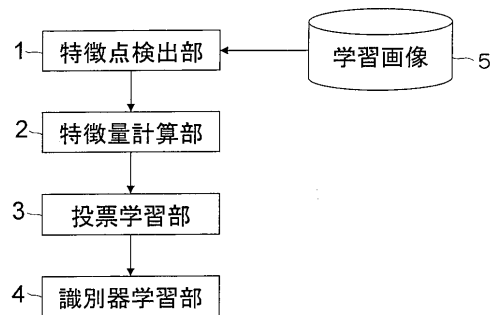 1 特徴点検出部
学習画像 5
2 特徴量計算部
3 投票学習部
4 識別器学習部